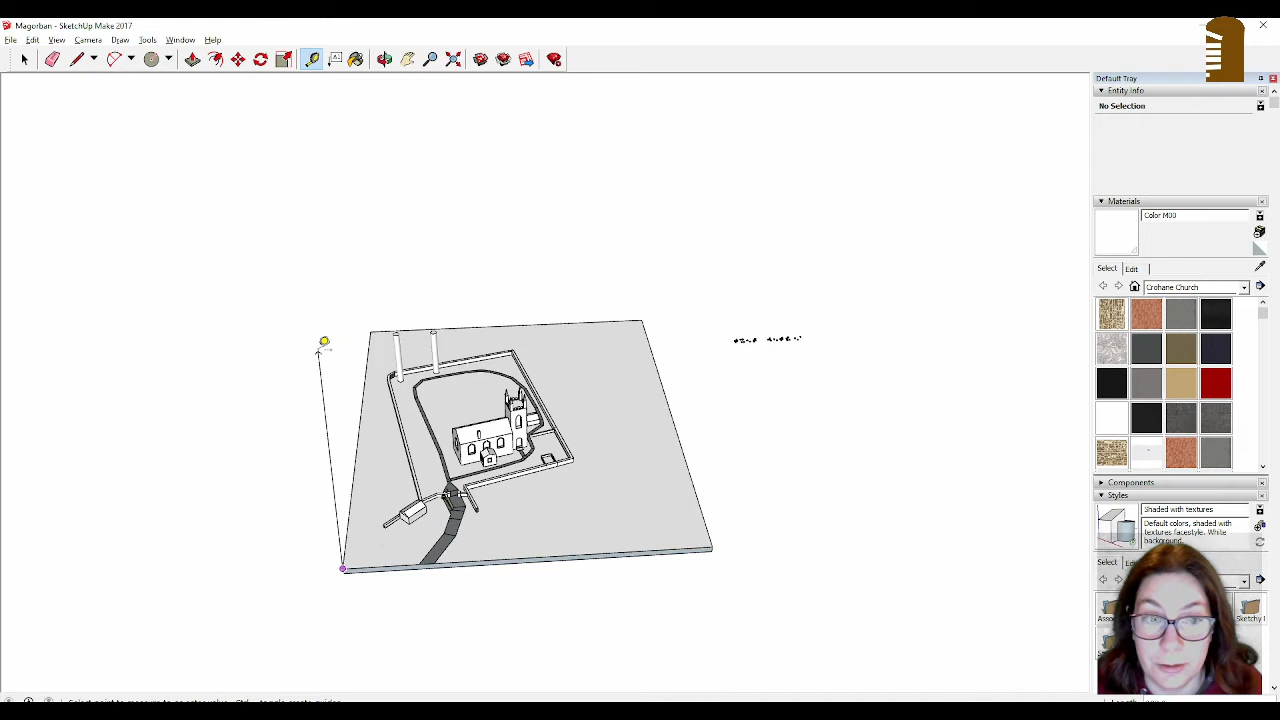 Magorban - SketchUp Make 2017
File Edit View Camera Draw Tools Window Help
Default Tray
Entity Info
No Selection
Materials
Color M00
Select Edit
Crohane Church
Components
Styles
Shaded with textures
Default colors, shaded with
textures facestyle. White
background.
Select